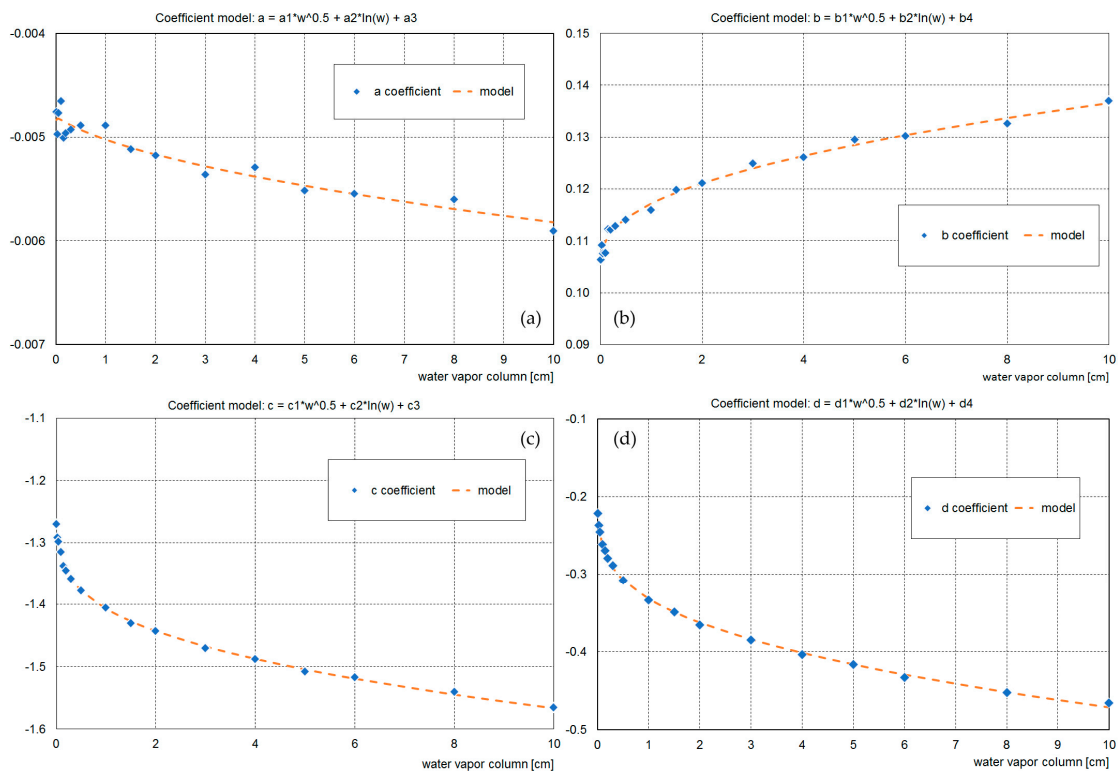 Coefficient model: a = a1*w^0.5 + a2*ln(w) + a3
-0.004
-0.005
-0.006
-0.007
a coefficient
model
(a)
0 1 2 3 4 5 6 7 8 9 10
water vapor column [cm]
Coefficient model: b = b1*w^0.5 + b2*ln(w) + b4
0.15
0.14
0.13
0.12
0.11
0.10
0.09
b coefficient
model
(b)
0 2 4 6 8 10
water vapor column [cm]
Coefficient model: c = c1*w^0.5 + c2*ln(w) + c3
-1.1
-1.2
-1.3
-1.4
-1.5
-1.6
(c)
c coefficient
model
0 2 4 6 8 10
water vapor column [cm]
Coefficient model: d = d1*w^0.5 + d2*ln(w) + d4
-0.1
-0.2
-0.3
-0.4
-0.5
(d)
d coefficient
model
0 1 2 3 4 5 6 7 8 9 10
water vapor column [cm]